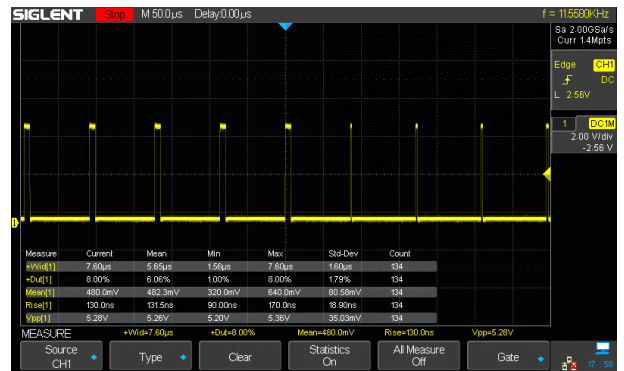 SIGLENT Stop M 50.0µs Delay:0.00µs f = 11.5580KHz
Sa 2.00GSa/s
Curr 1.4Mpts
Edge CH1
DC
L 2.56V
1 DC1M
2.00 V/div
-2.56 V
1
Measure Current Mean Min Max Std-Dev Count
+Wid[1] 7.60µs 5.65µs 1.56µs 7.60µs 1.60µs 134
+Dut[1] 8.00% 6.06% 1.00% 8.00% 1.79% 134
Mean[1] 480.0mV 482.3mV 320.0mV 640.0mV 80.58mV 134
Rise[1] 130.0ns 131.5ns 90.00ns 170.0ns 18.90ns 134
Vpp[1] 5.28V 5.26V 5.20V 5.36V 35.03mV 134
MEASURE +Wid=7.60µs +Dut=8.00% Mean=480.0mV Rise=130.0ns Vpp=5.28V
Source Type Clear Statistics All Measure Gate
CH1 On Off
17:58